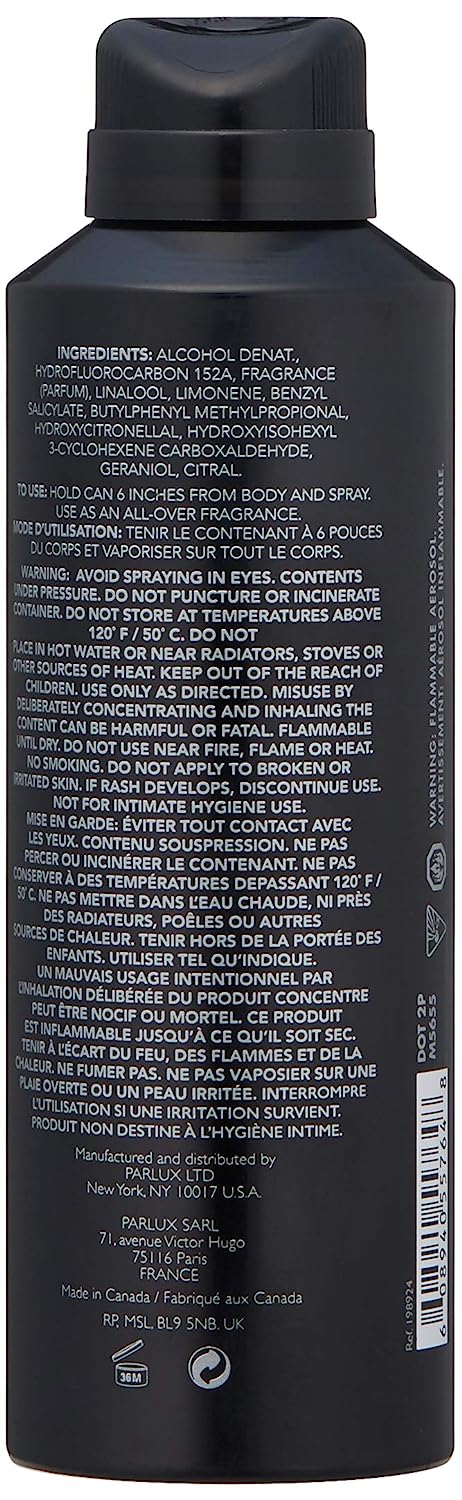 INGREDIENTS: ALCOHOL DENAT.,
HYDROFLUOROCARBON 152A, FRAGRANCE
(PARFUM), LINALOOL, LIMONENE, BENZYL
SALICYLATE, BUTYLPHENYL METHYLPROPIONAL,
HYDROXYCITRONELLAL, HYDROXYISOHEXYL
3-CYCLOHEXENE CARBOXALDEHYDE,
GERANIOL, CITRAL.
TO USE: HOLD CAN 6 INCHES FROM BODY AND SPRAY.
USE AS AN ALL-OVER FRAGRANCE.
MODE D'UTILISATION: TENIR LE CONTENANT À 6 POUCES
DU CORPS ET VAPORISER SUR TOUT LE CORPS.
WARNING: AVOID SPRAYING IN EYES. CONTENTS
UNDER PRESSURE. DO NOT PUNCTURE OR INCINERATE
CONTAINER. DO NOT STORE AT TEMPERATURES ABOVE
120° F / 50° C. DO NOT
PLACE IN HOT WATER OR NEAR RADIATORS, STOVES OR
OTHER SOURCES OF HEAT. KEEP OUT OF THE REACH OF
CHILDREN. USE ONLY AS DIRECTED. MISUSE BY
DELIBERATELY CONCENTRATING AND INHALING THE
CONTENT CAN BE HARMFUL OR FATAL. FLAMMABLE
UNTIL DRY. DO NOT USE NEAR FIRE, FLAME OR HEAT.
NO SMOKING. DO NOT APPLY TO BROKEN OR
IRRITATED SKIN. IF RASH DEVELOPS, DISCONTINUE USE.
NOT FOR INTIMATE HYGIENE USE.
MISE EN GARDE: ÉVITER TOUT CONTACT AVEC
LES YEUX. CONTENU SOUSPRESSION. NE PAS
PERCER OU INCINÉRER LE CONTENANT. NE PAS
CONSERVER À DES TEMPÉRATURES DEPASSANT 120° F /
50° C. NE PAS METTRE DANS L'EAU CHAUDE, NI PRÈS
DES RADIATEURS, POÊLES OU AUTRES
SOURCES DE CHALEUR. TENIR HORS DE LA PORTÉE DES
ENFANTS. UTILISER TEL QU'INDIQUE.
UN MAUVAIS USAGE INTENTIONNEL PAR
L'INHALATION DÉLIBÉRÉE DU PRODUIT CONCENTRE
PEUT ÊTRE NOCIF OU MORTEL. CE PRODUIT
EST INFLAMMABLE JUSQU'À CE QU'IL SOIT SEC.
TENIR À L'ÉCART DU FEU, DES FLAMMES ET DE LA
CHALEUR. NE FUMER PAS. NE PAS VAPORISER SUR UNE
PLAIE OVERTE OU UN PEAU IRRITÉE. INTERROMPRE
L'UTILISATION SI UNE IRRITATION SURVIENT.
PRODUIT NON DESTINE À L'HYGIÈNE INTIME.
Manufactured and distributed by
PARLUX LTD
New York, NY 10017 U.S.A.
PARLUX SARL
71, avenue Victor Hugo
75116 Paris
FRANCE
Made in Canada / Fabriqué aux Canada
RP, MSL, BL9 5NB. UK
36M
WARNING: FLAMMABLE AEROSOL.
AVERTISSEMENT: AÉROSOL INFLAMMABLE.
DOT 2P
M5655
6 08940 55764 8
Ref. 198924